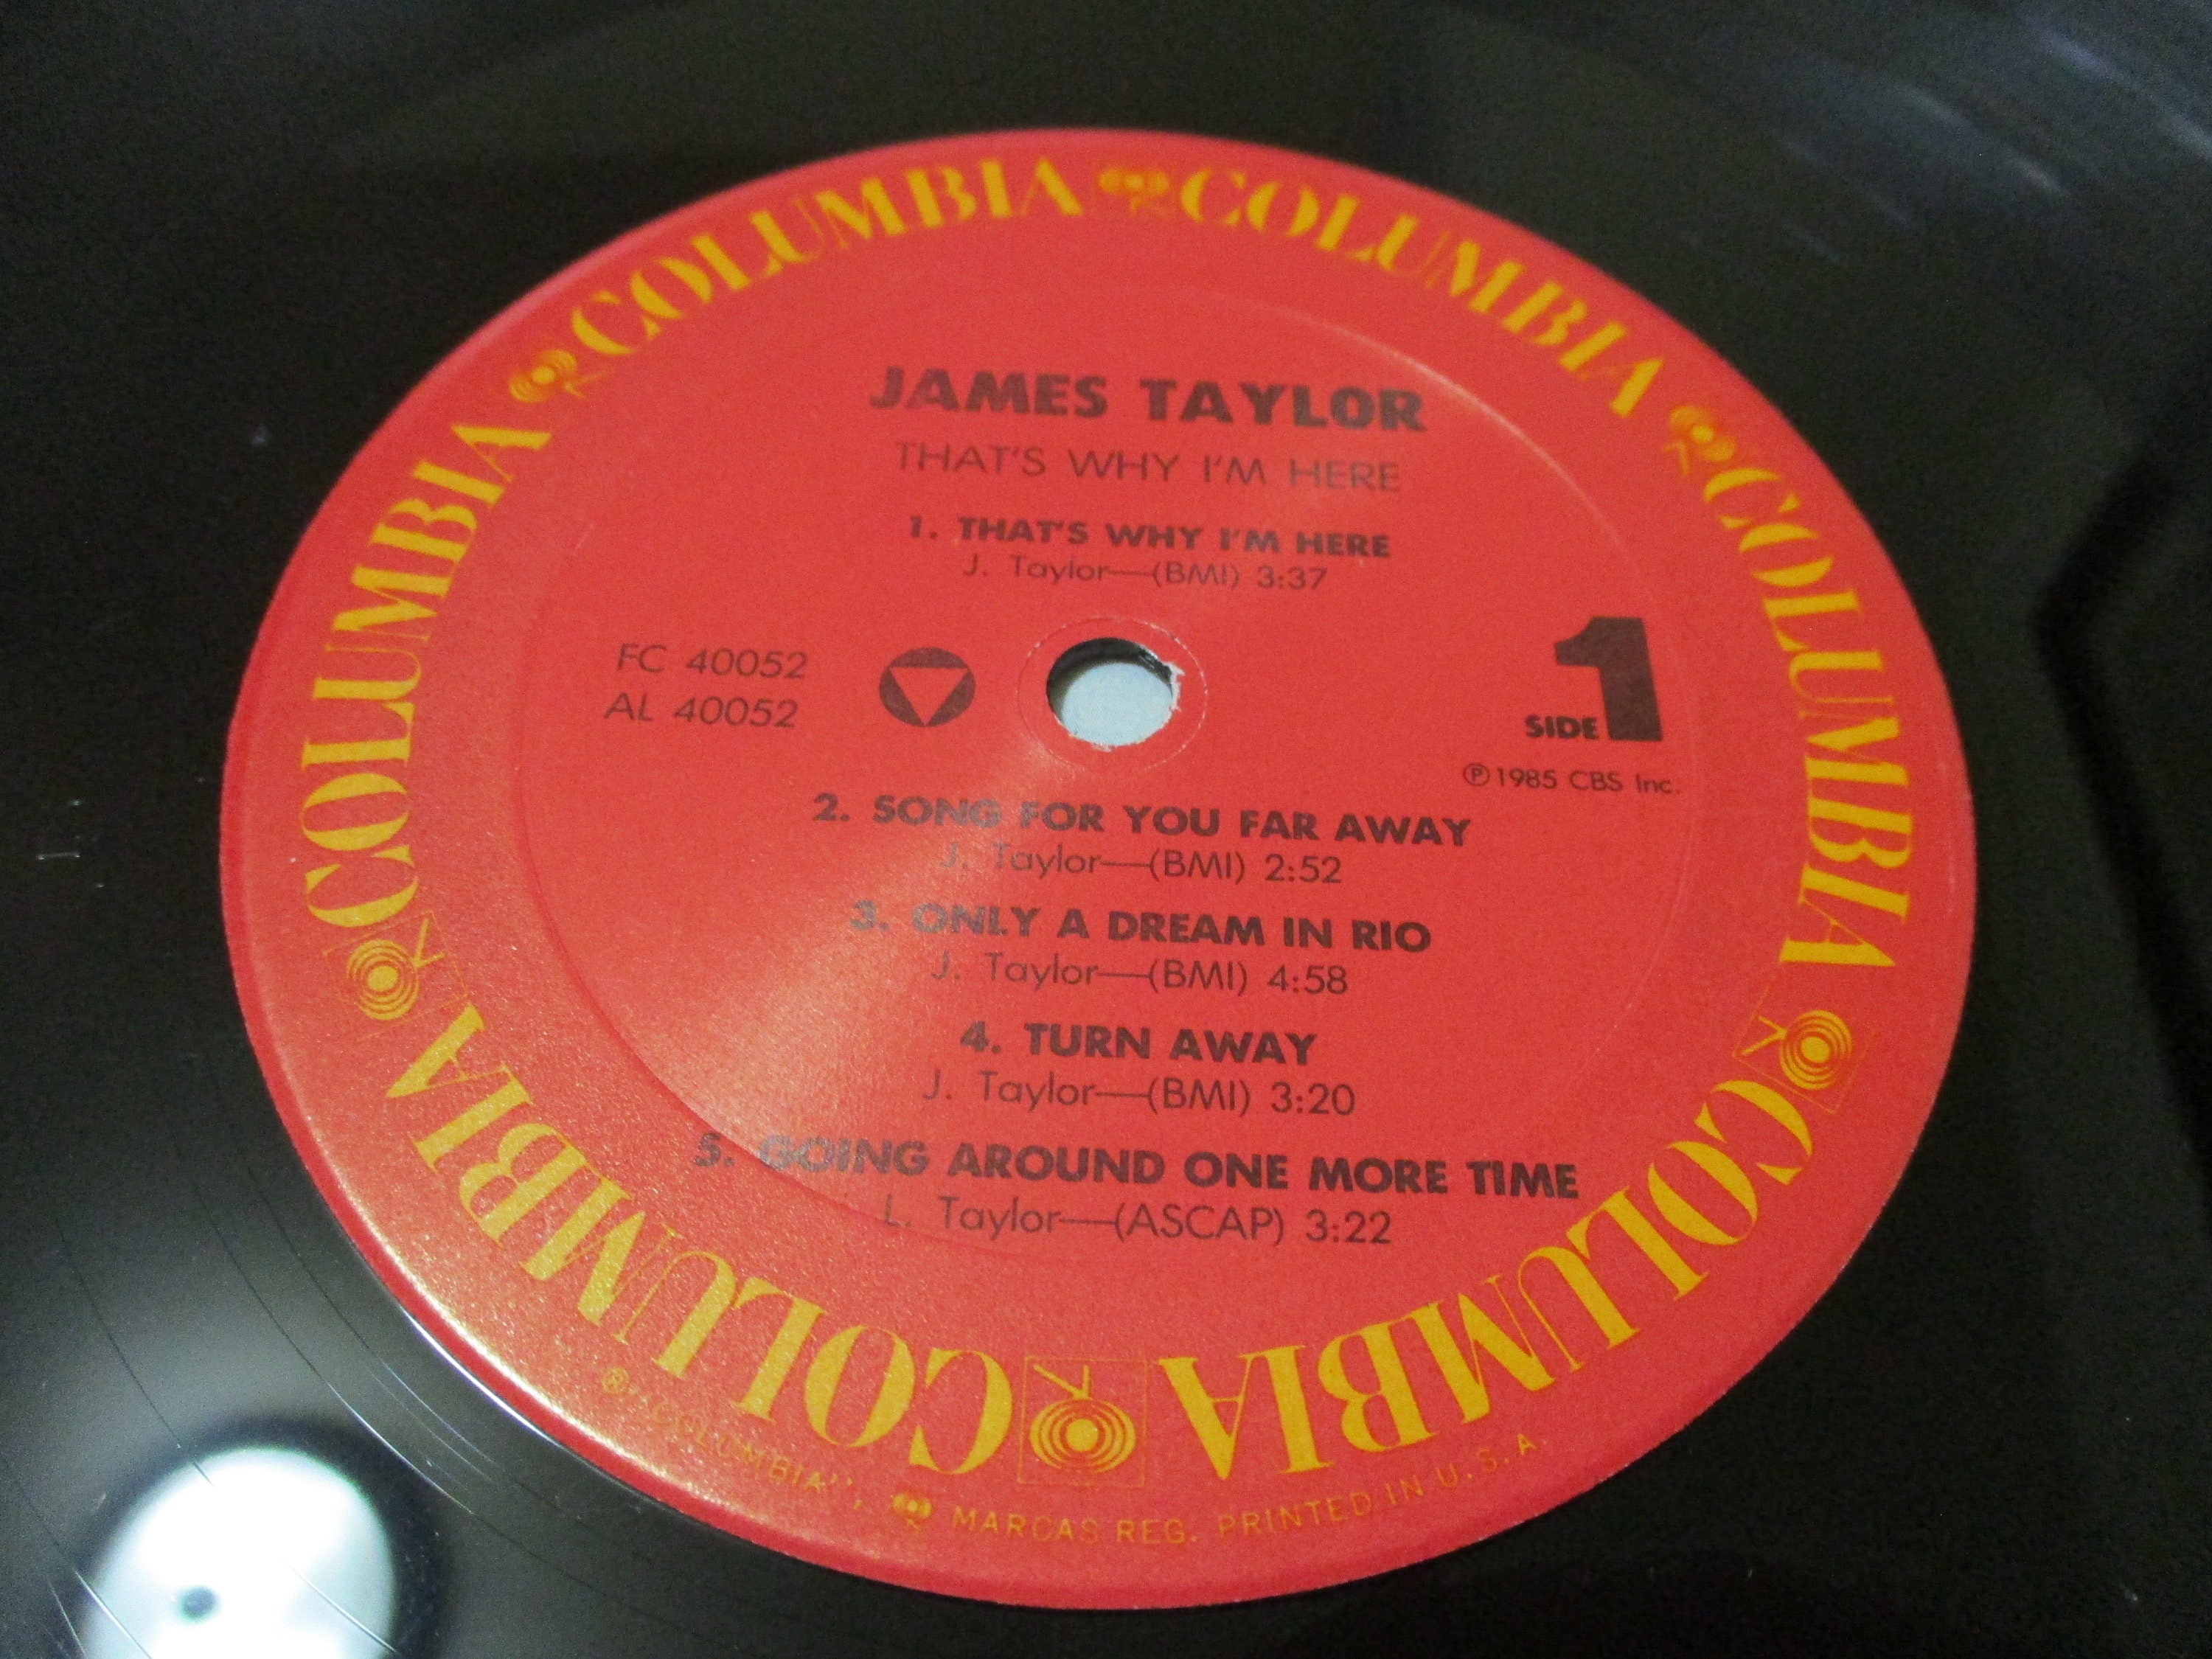 COLUMBIA COLUMBIA COLUMBIA COLUMBIA COLUMBIA COLUMBIA COLUMBIA
JAMES TAYLOR
THAT'S WHY I'M HERE
1. THAT'S WHY I'M HERE
J. Taylor—(BMI) 3:37
FC 40052
AL 40052
SIDE 1
℗ 1985 CBS Inc.
2. SONG FOR YOU FAR AWAY
J. Taylor—(BMI) 2:52
3. ONLY A DREAM IN RIO
J. Taylor—(BMI) 4:58
4. TURN AWAY
J. Taylor—(BMI) 3:20
5. GOING AROUND ONE MORE TIME
L. Taylor—(ASCAP) 3:22
® "COLUMBIA", MARCAS REG. PRINTED IN U.S.A.